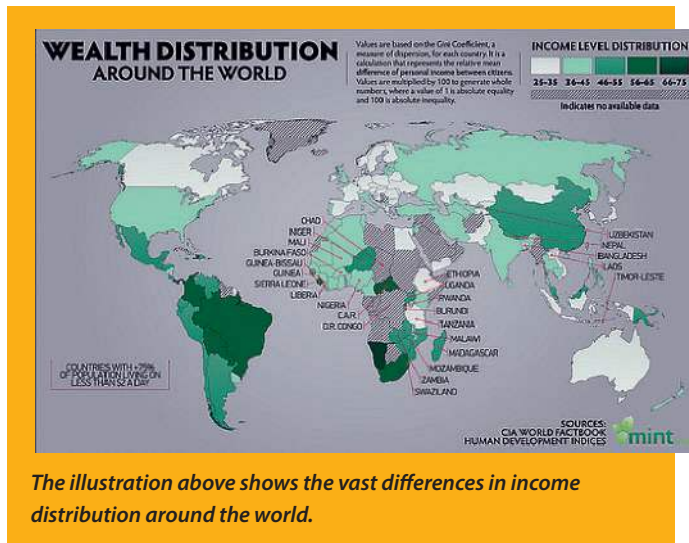 WEALTH DISTRIBUTION
AROUND THE WORLD
Values are based on the Gini Coefficient, a
measure of dispersion, for each country. It is a
calculation that represents the relative mean
difference of personal income between citizens.
Values are multiplied by 100 to generate whole
numbers, where a value of 1 is absolute equality
and 100 is absolute inequality.
INCOME LEVEL DISTRIBUTION
25-35 36-45 46-55 56-65 66-75
Indicates no available data
CHAD
NIGER
MALI
BURKINA FASO
GUINEA-BISSAU
GUINEA
SIERRA LEONE
LIBERIA
NIGERIA
C.A.R.
D.R. CONGO
ETHIOPIA
UGANDA
RWANDA
BURUNDI
TANZANIA
MALAWI
MADAGASCAR
MOZAMBIQUE
ZAMBIA
SWAZILAND
UZBEKISTAN
NEPAL
BANGLADESH
LAOS
TIMOR-LESTE
COUNTRIES WITH +75%
OF POPULATION LIVING ON
LESS THAN $2 A DAY
SOURCES:
CIA WORLD FACTBOOK
HUMAN DEVELOPMENT INDICES
mint
The illustration above shows the vast differences in income
distribution around the world.